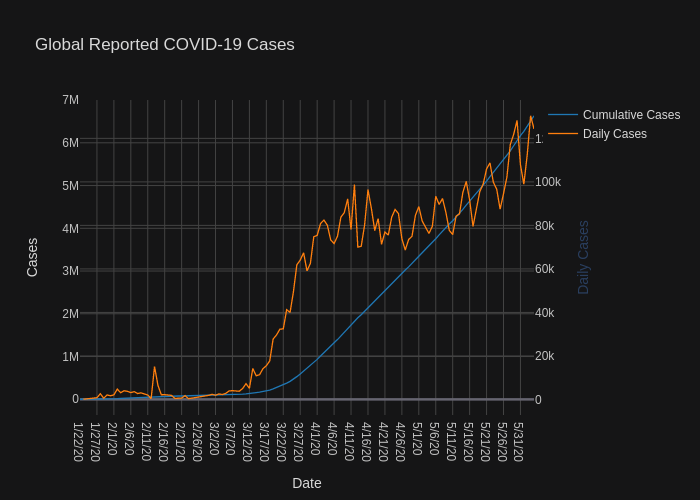 Global Reported COVID-19 Cases
7M
6M
5M
4M
3M
2M
1M
0
Cases
100k
80k
60k
40k
20k
0
Daily Cases
Cumulative Cases
Daily Cases
1/22/20
1/27/20
2/1/20
2/6/20
2/11/20
2/16/20
2/21/20
2/26/20
3/2/20
3/7/20
3/12/20
3/17/20
3/22/20
3/27/20
4/1/20
4/6/20
4/11/20
4/16/20
4/21/20
4/26/20
5/1/20
5/6/20
5/11/20
5/16/20
5/21/20
5/26/20
5/31/20
Date